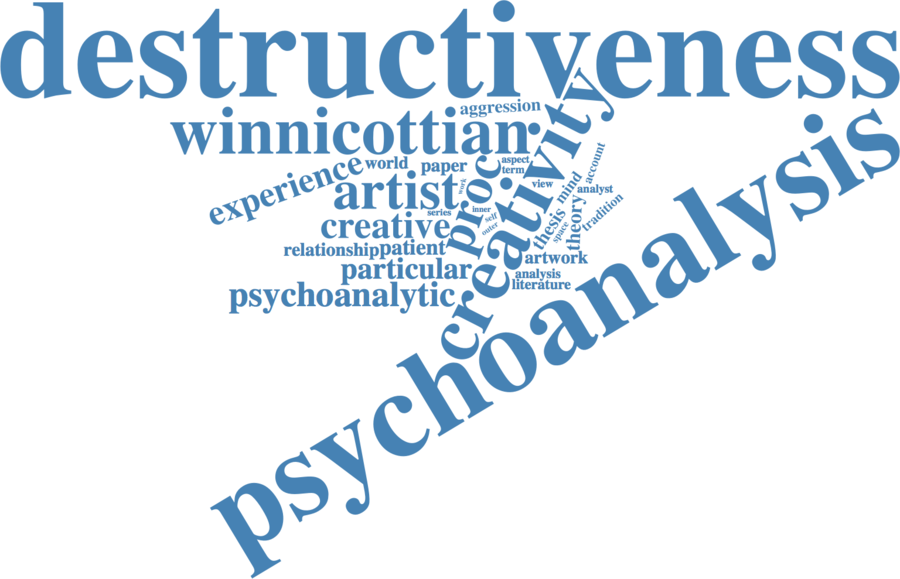 destructiveness
aggression
winnicottian
creativity
psychoanalysis
experience
world
paper
proc
aspect
term
account
artist
work
view
mind
analyst
series
inner
self
outer
thesis
space
theory
tradition
creative
relationship
patient
artwork
particular
analysis
literature
psychoanalytic